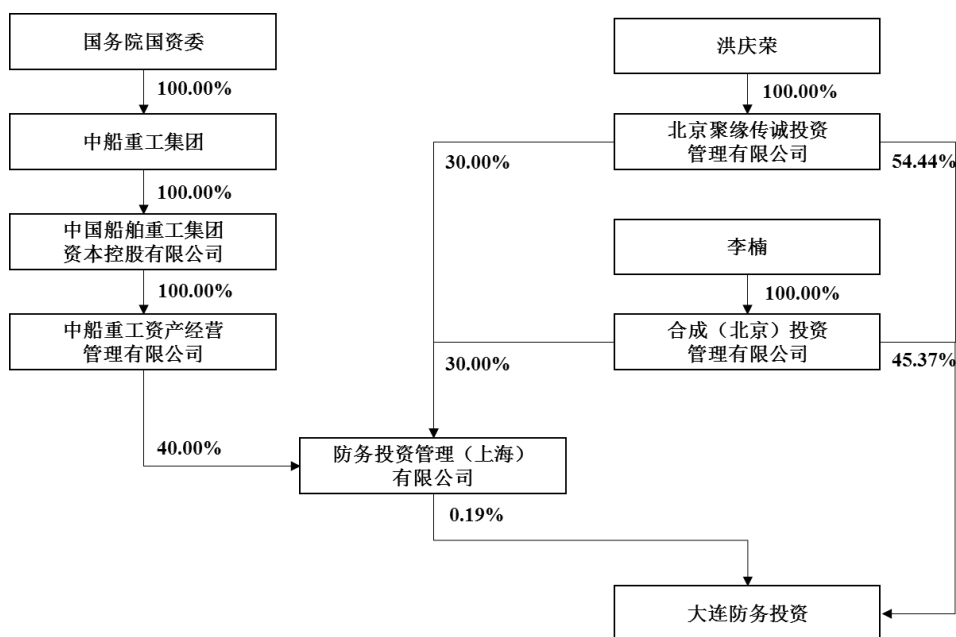 国务院国资委
100.00%
中船重工集团
100.00%
中国船舶重工集团
资本控股有限公司
100.00%
中船重工资产经营
管理有限公司
40.00%
洪庆荣
100.00%
北京聚缘传诚投资
管理有限公司
30.00%
54.44%
李楠
100.00%
合成（北京）投资
管理有限公司
30.00%
45.37%
防务投资管理（上海）
有限公司
0.19%
大连防务投资